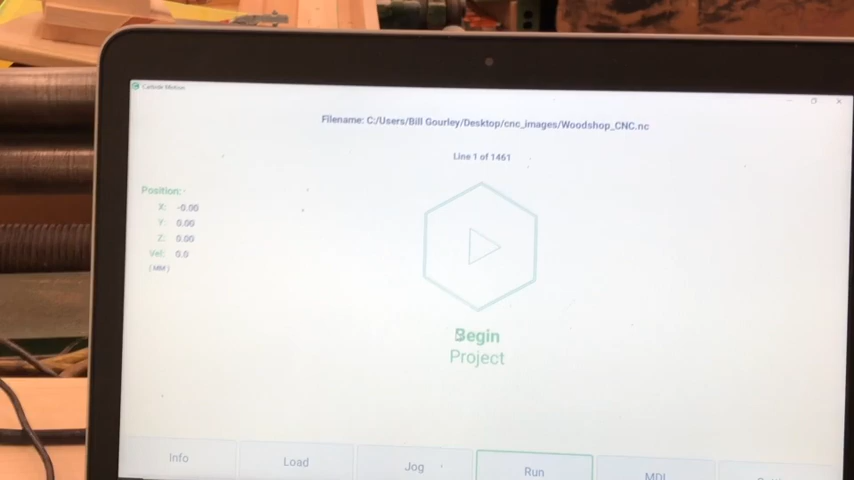 Carbide Motion
Filename: C:/Users/Bill Gourley/Desktop/cnc_images/Woodshop_CNC.nc
Line 1 of 1461
Position:
X: -0.00
Y: 0.00
Z: 0.00
Vel: 0.0
(MM)
Begin
Project
Info Load Jog Run MDI